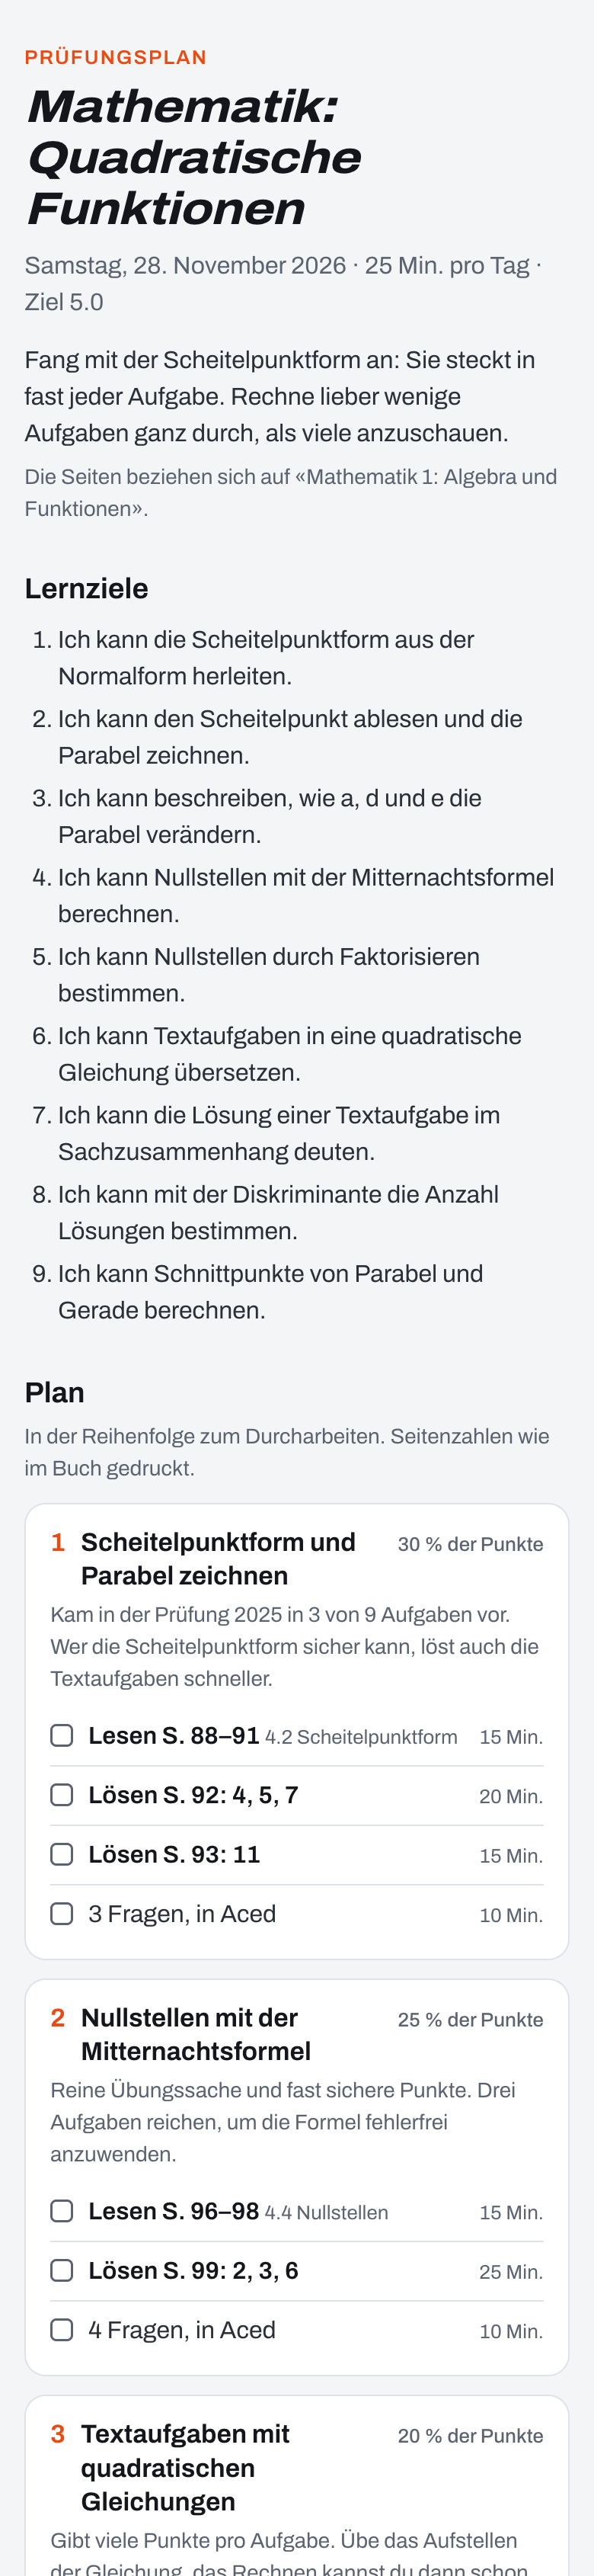 PRÜFUNGSPLAN
Mathematik:
Quadratische
Funktionen
Samstag, 28. November 2026 · 25 Min. pro Tag ·
Ziel 5.0
Fang mit der Scheitelpunktform an: Sie steckt in
fast jeder Aufgabe. Rechne lieber wenige
Aufgaben ganz durch, als viele anzuschauen.
Die Seiten beziehen sich auf «Mathematik 1: Algebra und
Funktionen».
Lernziele
1. Ich kann die Scheitelpunktform aus der
Normalform herleiten.
2. Ich kann den Scheitelpunkt ablesen und die
Parabel zeichnen.
3. Ich kann beschreiben, wie a, d und e die
Parabel verändern.
4. Ich kann Nullstellen mit der Mitternachtsformel
berechnen.
5. Ich kann Nullstellen durch Faktorisieren
bestimmen.
6. Ich kann Textaufgaben in eine quadratische
Gleichung übersetzen.
7. Ich kann die Lösung einer Textaufgabe im
Sachzusammenhang deuten.
8. Ich kann mit der Diskriminante die Anzahl
Lösungen bestimmen.
9. Ich kann Schnittpunkte von Parabel und
Gerade berechnen.
Plan
In der Reihenfolge zum Durcharbeiten. Seitenzahlen wie
im Buch gedruckt.
1 Scheitelpunktform und 30 % der Punkte
Parabel zeichnen
Kam in der Prüfung 2025 in 3 von 9 Aufgaben vor.
Wer die Scheitelpunktform sicher kann, löst auch die
Textaufgaben schneller.
Lesen S. 88–91 4.2 Scheitelpunktform 15 Min.
Lösen S. 92: 4, 5, 7 20 Min.
Lösen S. 93: 11 15 Min.
3 Fragen, in Aced 10 Min.
2 Nullstellen mit der 25 % der Punkte
Mitternachtsformel
Reine Übungssache und fast sichere Punkte. Drei
Aufgaben reichen, um die Formel fehlerfrei
anzuwenden.
Lesen S. 96–98 4.4 Nullstellen 15 Min.
Lösen S. 99: 2, 3, 6 25 Min.
4 Fragen, in Aced 10 Min.
3 Textaufgaben mit 20 % der Punkte
quadratischen
Gleichungen
Gibt viele Punkte pro Aufgabe. Übe das Aufstellen
der Gleichung, das Rechnen kannst du dann schon